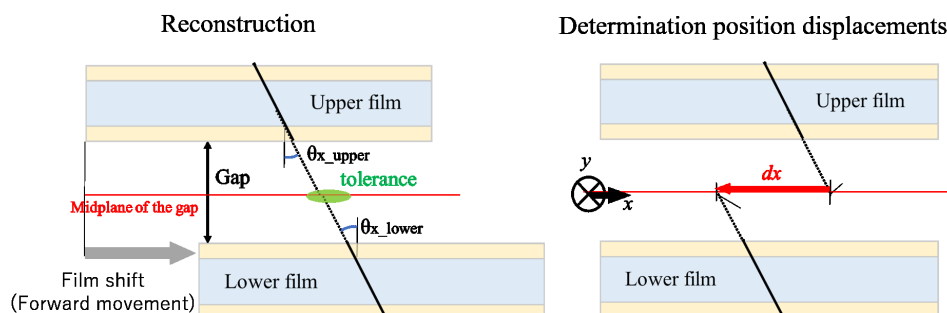 Reconstruction
Upper film
θx_upper
Gap
tolerance
Midplane of the gap
θx_lower
Film shift
(Forward movement)
Lower film
Determination position displacements
Upper film
y
dx
x
Lower film